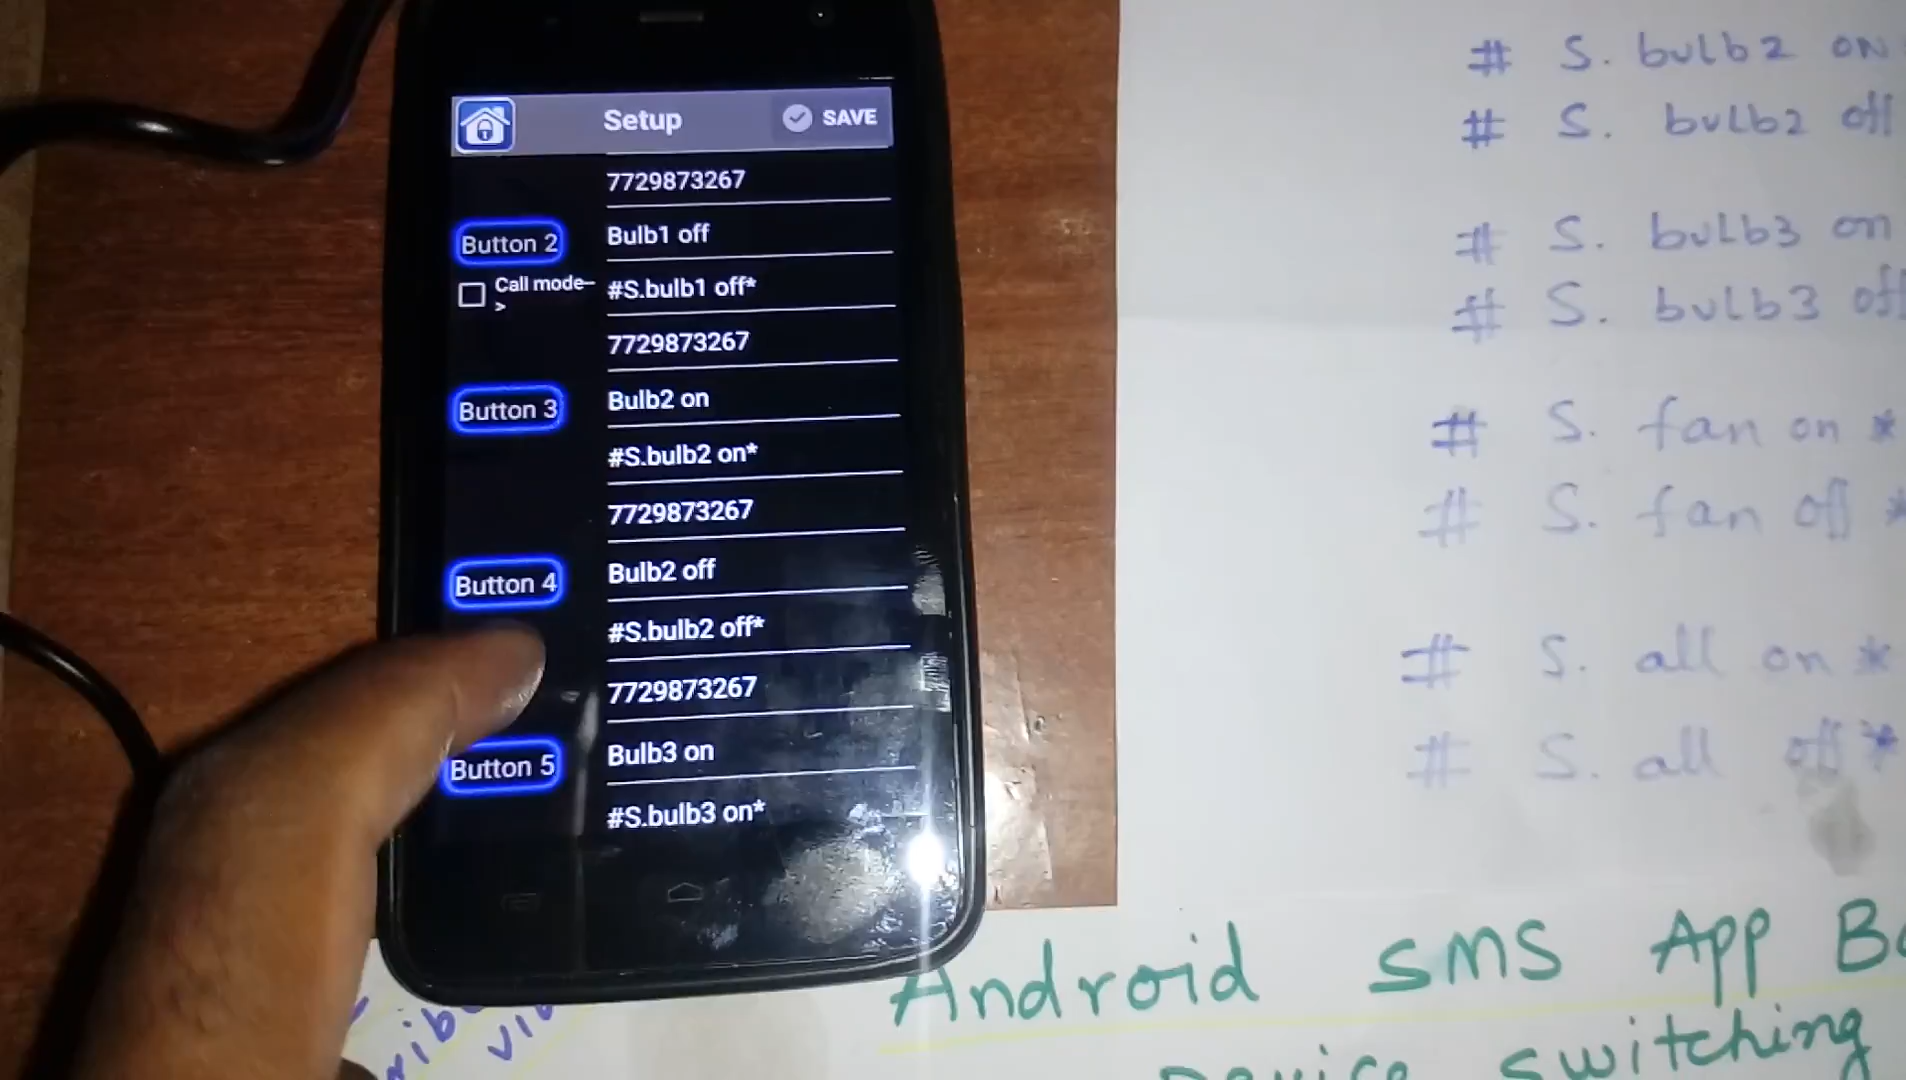 Setup SAVE
7729873267
Button 2 Bulb1 off
Call mode-
> #S.bulb1 off*
7729873267
Button 3 Bulb2 on
#S.bulb2 on*
7729873267
Button 4 Bulb2 off
#S.bulb2 off*
7729873267
Button 5 Bulb3 on
#S.bulb3 on*
# S. bulb2 ON
# S. bulb2 off
# S. bulb3 on
# S. bulb3 off
# S. fan on *
# S. fan off *
# S. all on *
# S. all off *
Android SMS App
Device switching